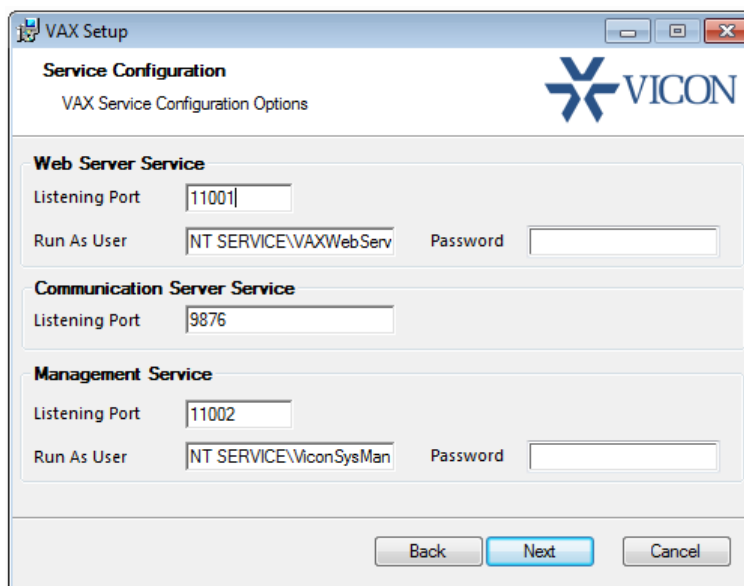 VAX Setup
Service Configuration
VAX Service Configuration Options
VICON
Web Server Service
Listening Port 11001
Run As User NT SERVICE\VAXWebServ Password
Communication Server Service
Listening Port 9876
Management Service
Listening Port 11002
Run As User NT SERVICE\ViconSysMan Password
Back Next Cancel